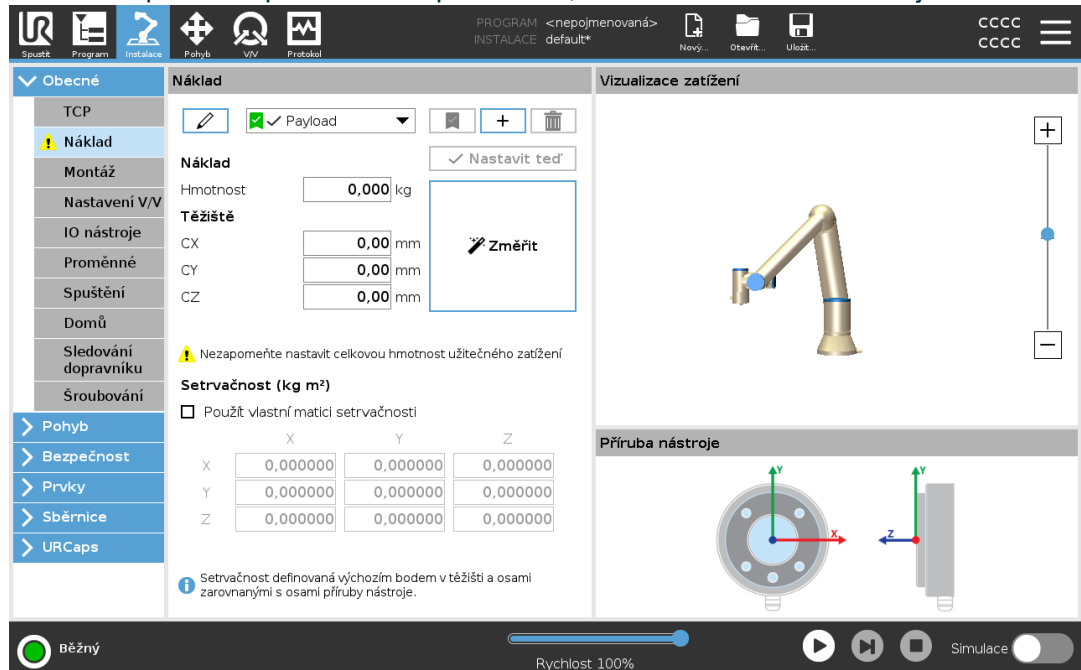 PROGRAM <nepojmenovaná>
INSTALACE default*
Spustit Program Instalace Pohyb V/V Protokol
Nový... Otevřít... Uložit...
CCCC
CCCC
Obecné
TCP
Náklad
Montáž
Nastavení V/V
IO nástroje
Proměnné
Spuštění
Domů
Sledování
dopravníku
Šroubování
Pohyb
Bezpečnost
Prvky
Sběrnice
URCaps
Náklad
Payload
Nastavit teď
Náklad
Hmotnost 0,000 kg
Těžiště
CX 0,00 mm
CY 0,00 mm
CZ 0,00 mm
Změřit
Nezapomeňte nastavit celkovou hmotnost užitečného zatížení
Setrvačnost (kg m²)
Použít vlastní matici setrvačnosti
X Y Z
X 0,000000 0,000000 0,000000
Y 0,000000 0,000000 0,000000
Z 0,000000 0,000000 0,000000
Setrvačnost definovaná výchozím bodem v těžišti a osami
zarovnanými s osami příruby nástroje.
Vizualizace zatížení
Příruba nástroje
Y Y
X Z
Běžný
Rychlost 100%
Simulace